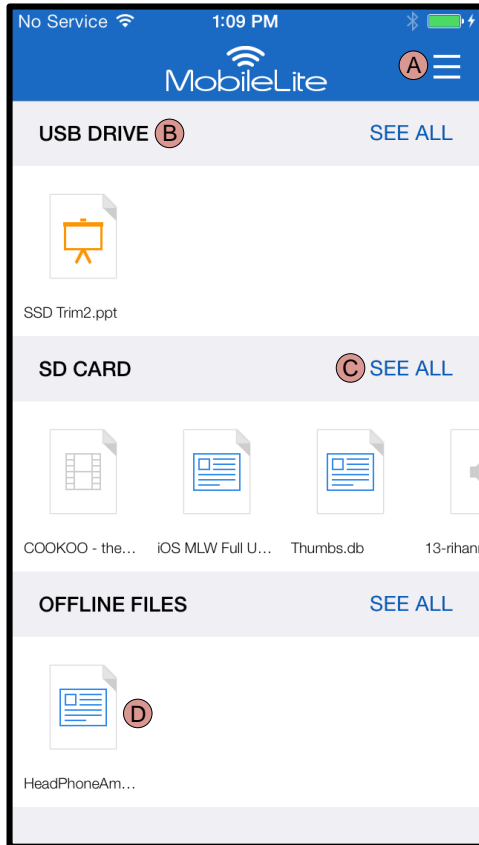 No Service 1:09 PM
MobileLite A
USB DRIVE B SEE ALL
SSD Trim2.ppt
SD CARD C SEE ALL
COOKOO - the... iOS MLW Full U... Thumbs.db 13-rihann
OFFLINE FILES SEE ALL
D
HeadPhoneAm...